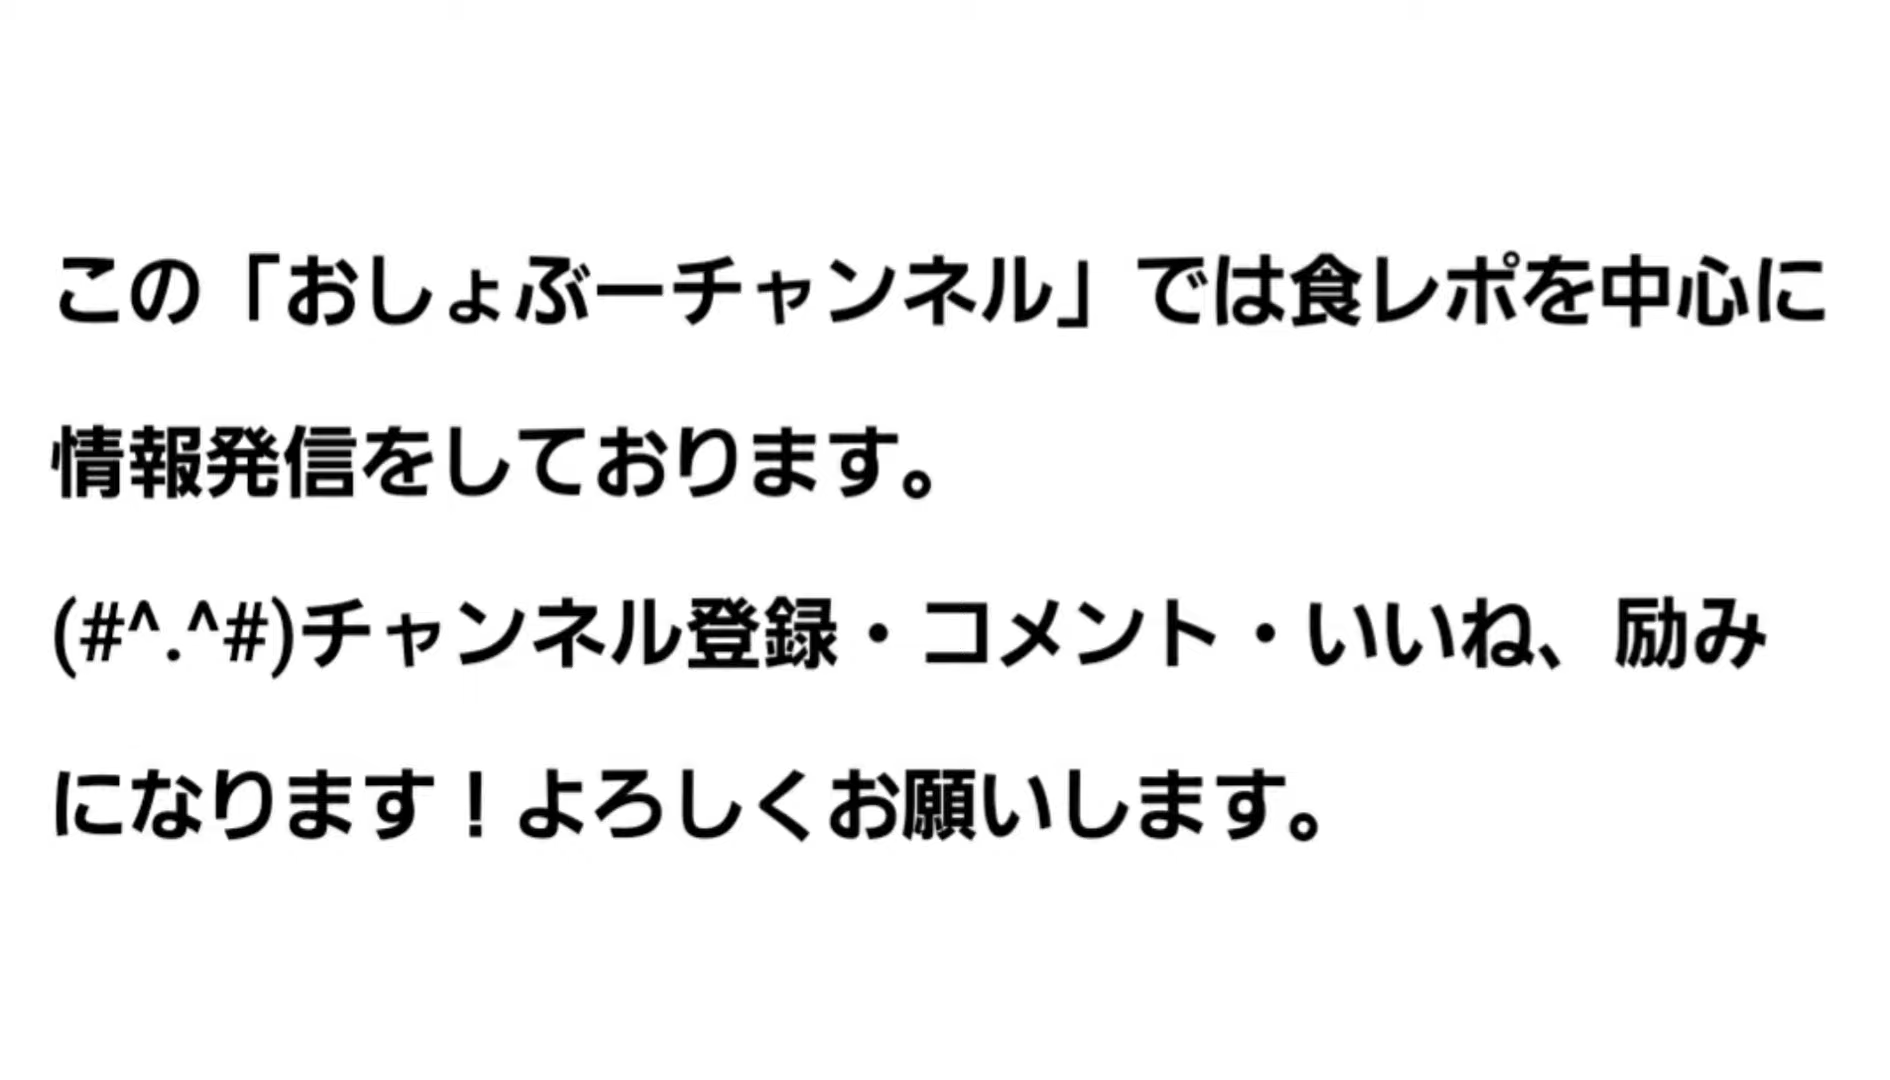 この「おしょぶーチャンネル」では食レポを中心に
情報発信をしております。
(#^.^#)チャンネル登録・コメント・いいね、励み
になります！よろしくお願いします。